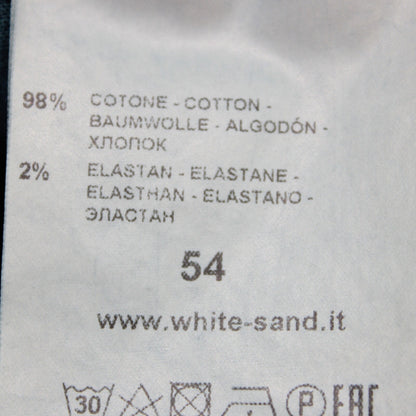 98% COTONE - COTTON -
BAUMWOLLE - ALGODÓN -
ХЛОПОК
2% ELASTAN - ELASTANE -
ELASTHAN - ELASTANO -
ЭЛАСТАН
54
www.white-sand.it
30 P EAC